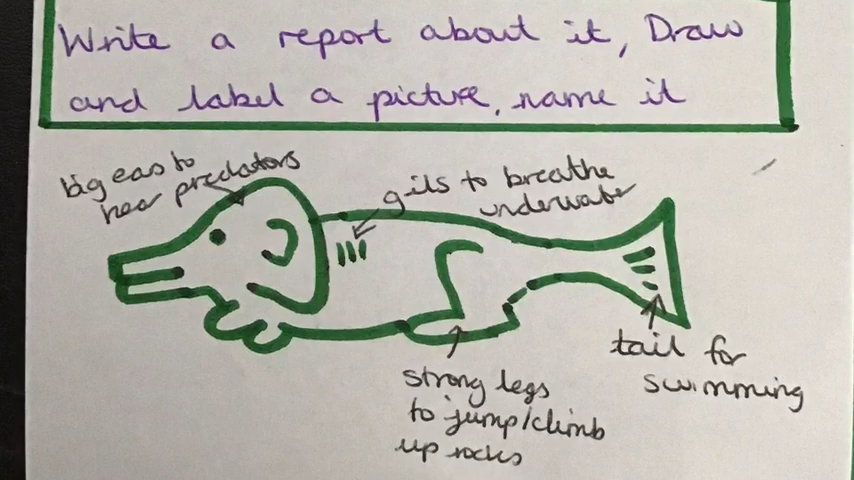 Write a report about it, Draw
and label a picture, name it
big ears to
hear predators
gils to breathe
underwater
tail for
swimming
strong legs
to jump/climb
up rocks